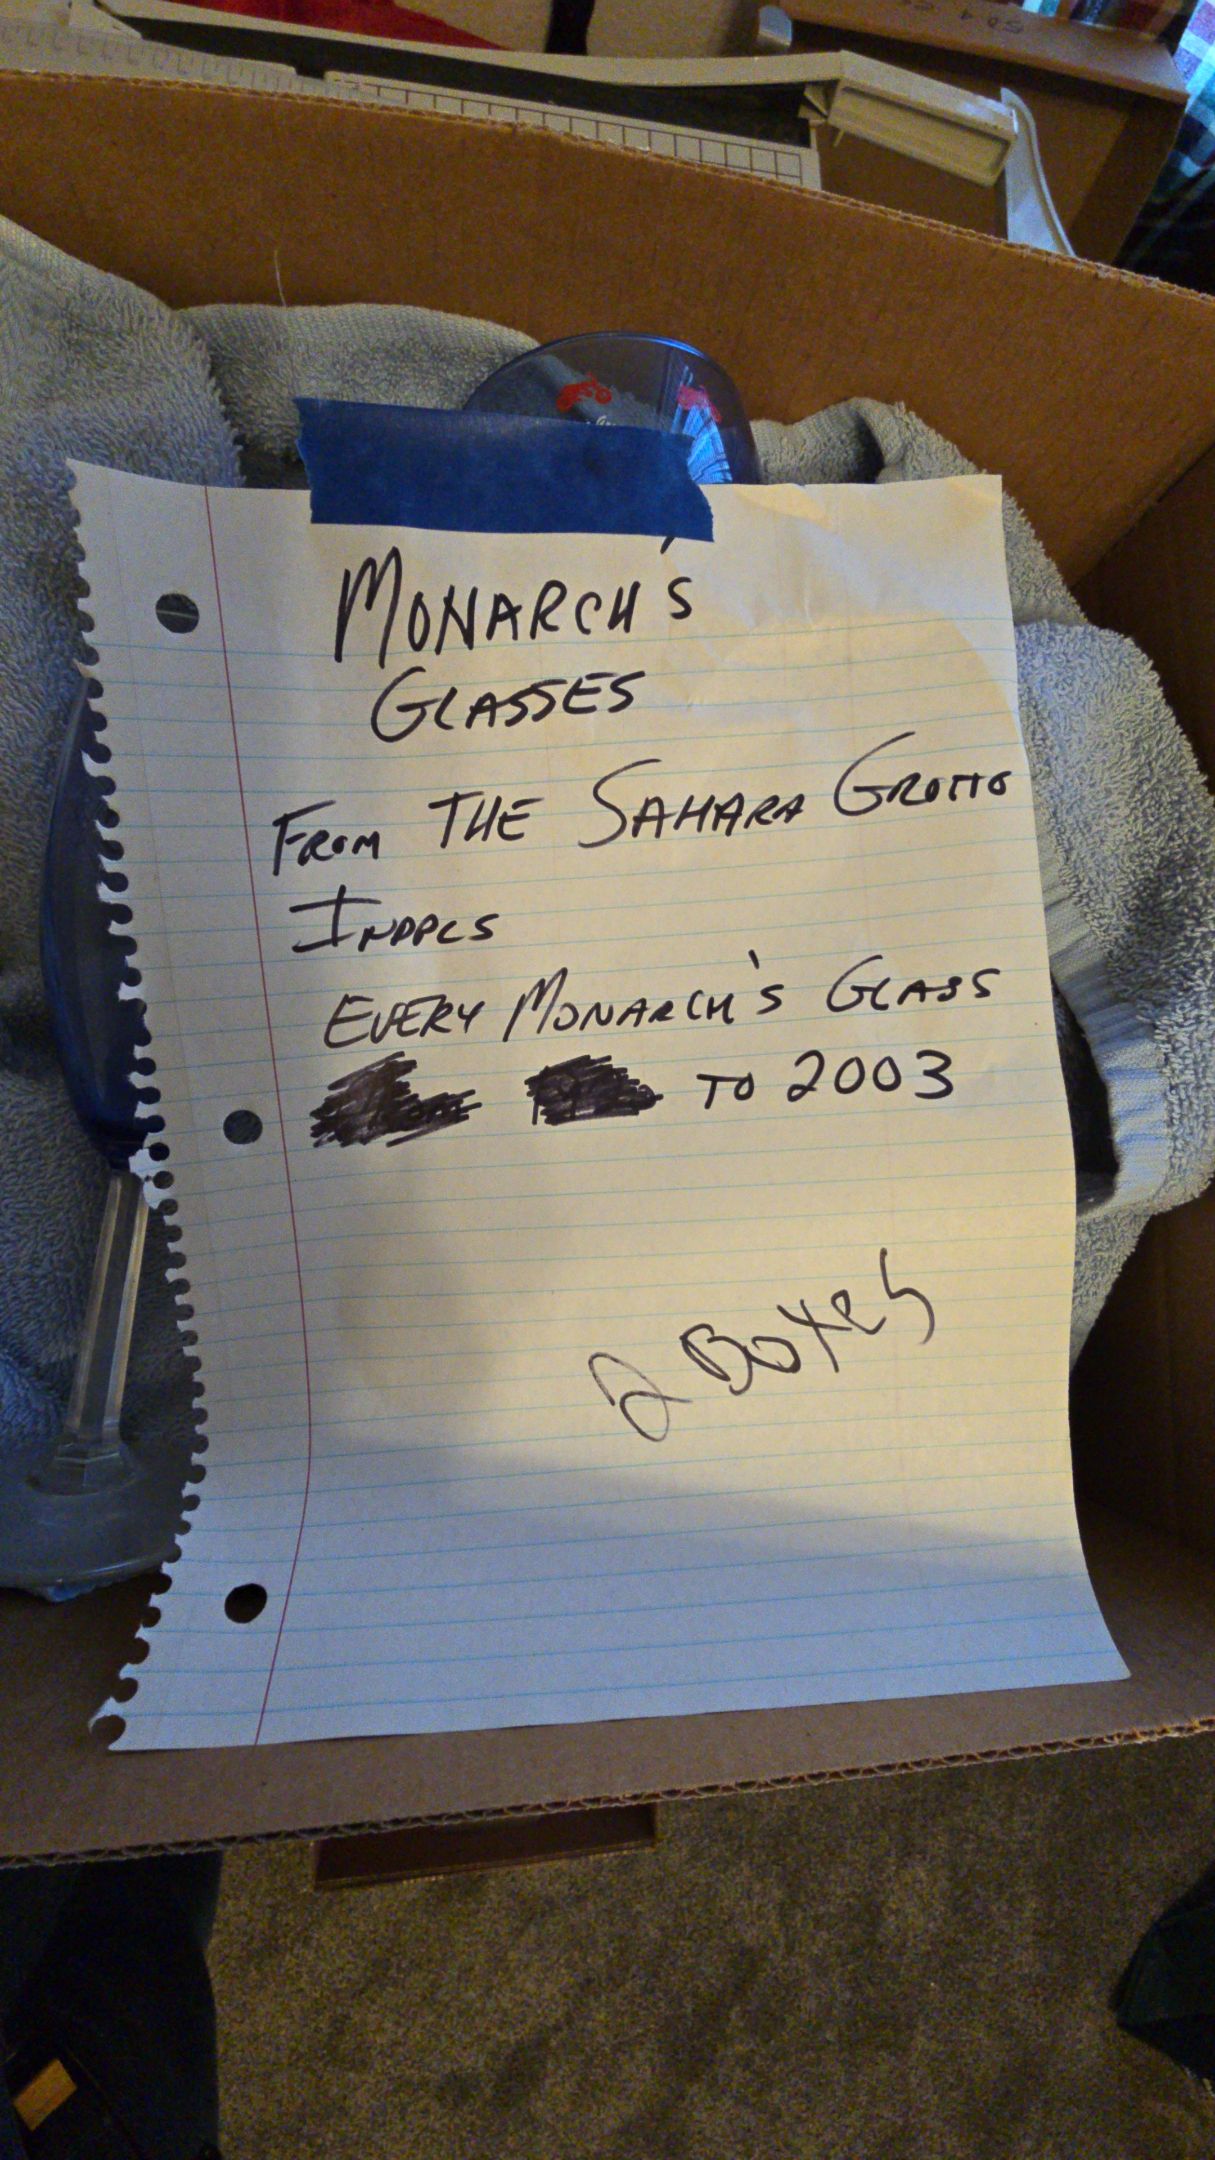 MONARCH'S
GLASSES
FROM THE SAHARA GROTTO
INDPLS
EVERY MONARCH'S GLASS
TO 2003
2 Boxes